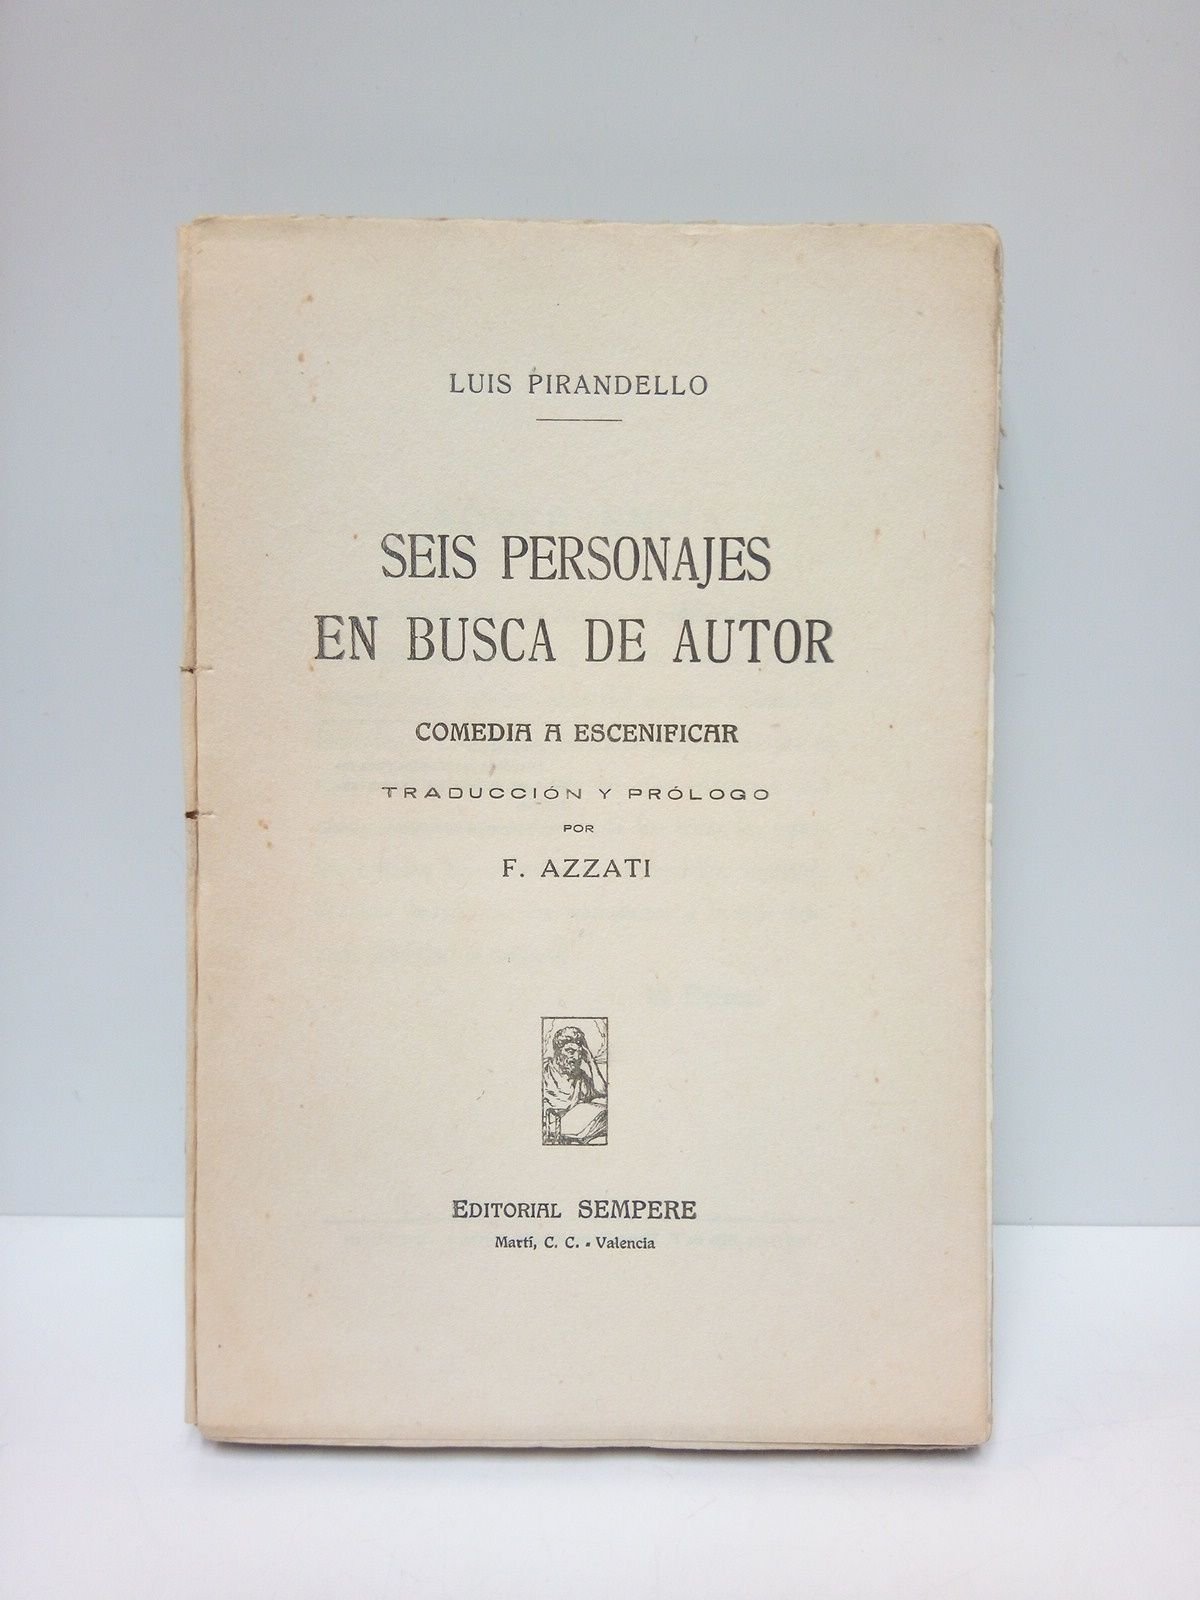 LUIS PIRANDELLO
SEIS PERSONAJES
EN BUSCA DE AUTOR
COMEDIA A ESCENIFICAR
TRADUCCIÓN Y PRÓLOGO
POR
F. AZZATI
EDITORIAL SEMPERE
Martí, C. C. - Valencia